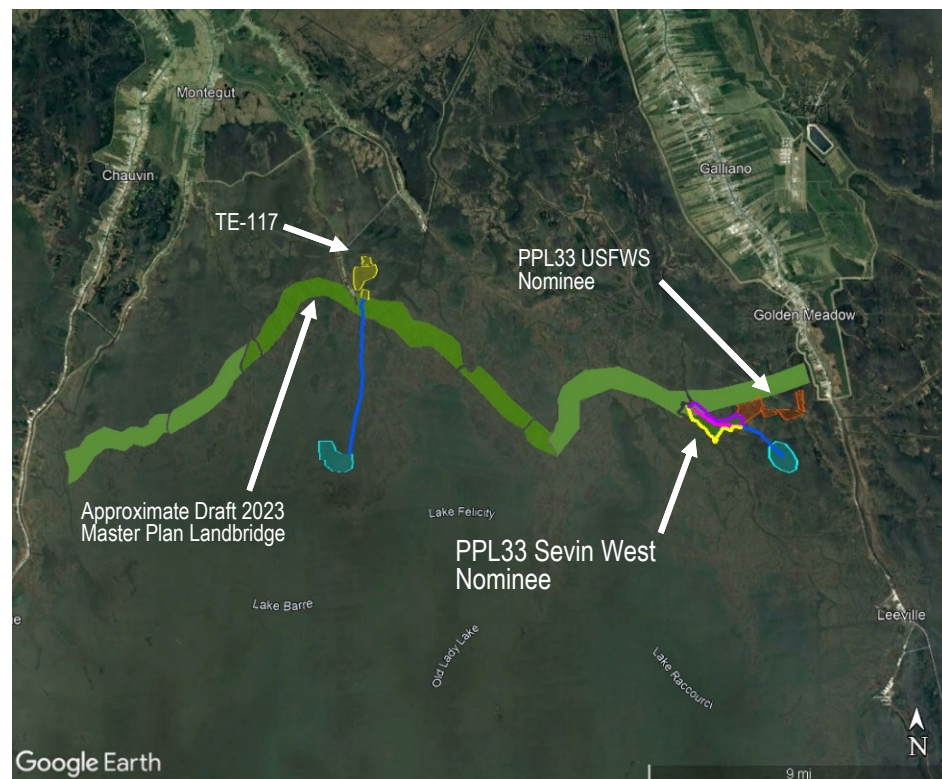 Montegut
Chauvin
Galliano
TE-117
PPL33 USFWS
Nominee
Golden Meadow
Approximate Draft 2023
Master Plan Landbridge
Lake Felicity
PPL33 Sevin West
Nominee
Lake Barre
Leeville
Old Lady Lake
Lake Raccourci
N
Google Earth
9 mi